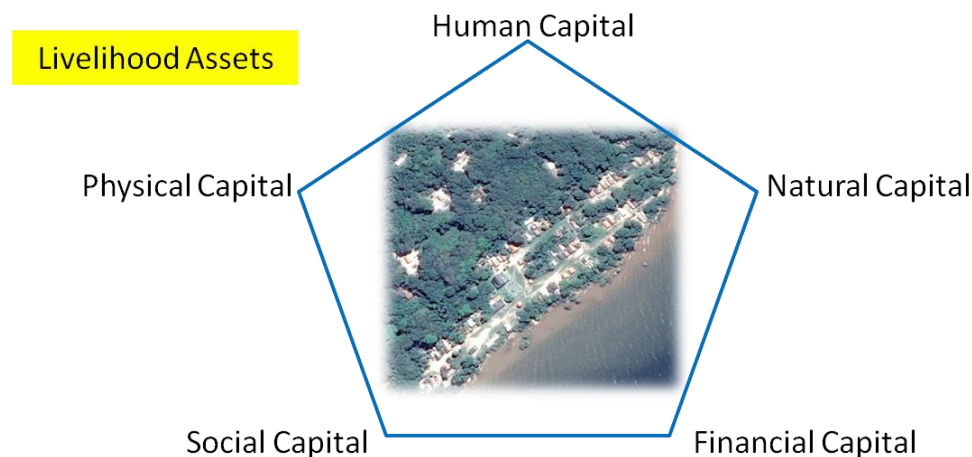 Human Capital
Livelihood Assets
Physical Capital
Natural Capital
Social Capital
Financial Capital